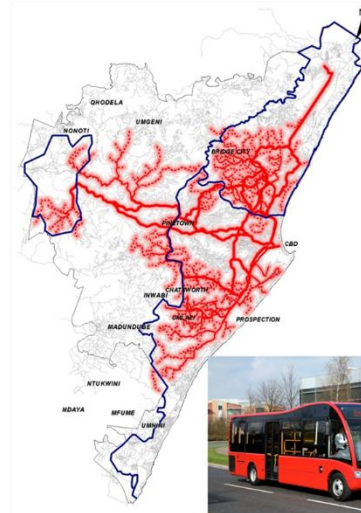 N
QHODELA
UMGENI
NONOTI
BRIDGE CITY
PINETOWN
CBD
CHATSWORTH
INWABI
UMLAZI
PROSPECTION
MADUNDUBE
NTUKWINI
NDAYA
MFUME
UMNINI